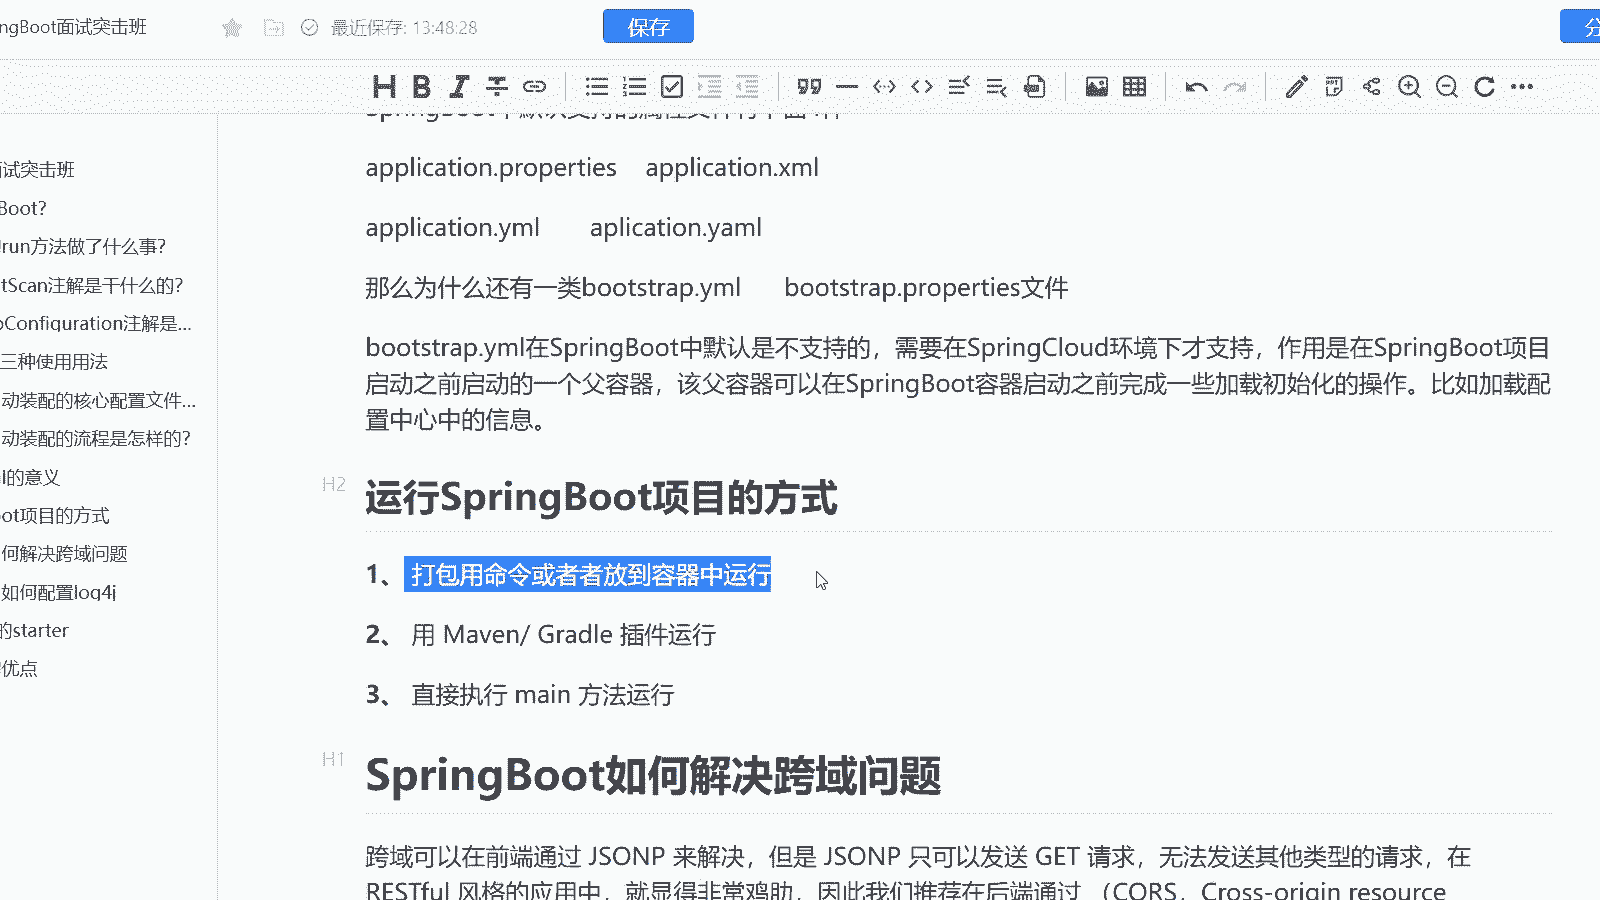 ngBoot面试突击班
最近保存: 13:48:28
保存
分
试突击班
Boot?
run方法做了什么事?
tScan注解是干什么的?
oConfiguration注解是...
三种使用用法
动装配的核心配置文件...
动装配的流程是怎样的?
的意义
ot项目的方式
何解决跨域问题
如何配置log4j
的starter
优点
application.properties application.xml
application.yml aplication.yaml
那么为什么还有一类bootstrap.yml bootstrap.properties文件
bootstrap.yml在SpringBoot中默认是不支持的，需要在SpringCloud环境下才支持，作用是在SpringBoot项目
启动之前启动的一个父容器，该父容器可以在SpringBoot容器启动之前完成一些加载初始化的操作。比如加载配
置中心中的信息。
H2 运行SpringBoot项目的方式
1、 打包用命令或者者放到容器中运行
2、 用 Maven/ Gradle 插件运行
3、 直接执行 main 方法运行
H1 SpringBoot如何解决跨域问题
跨域可以在前端通过 JSONP 来解决，但是 JSONP 只可以发送 GET 请求，无法发送其他类型的请求，在
RESTful 风格的应用中，就显得非常鸡肋，因此我们推荐在后端通过 （CORS，Cross-origin resource